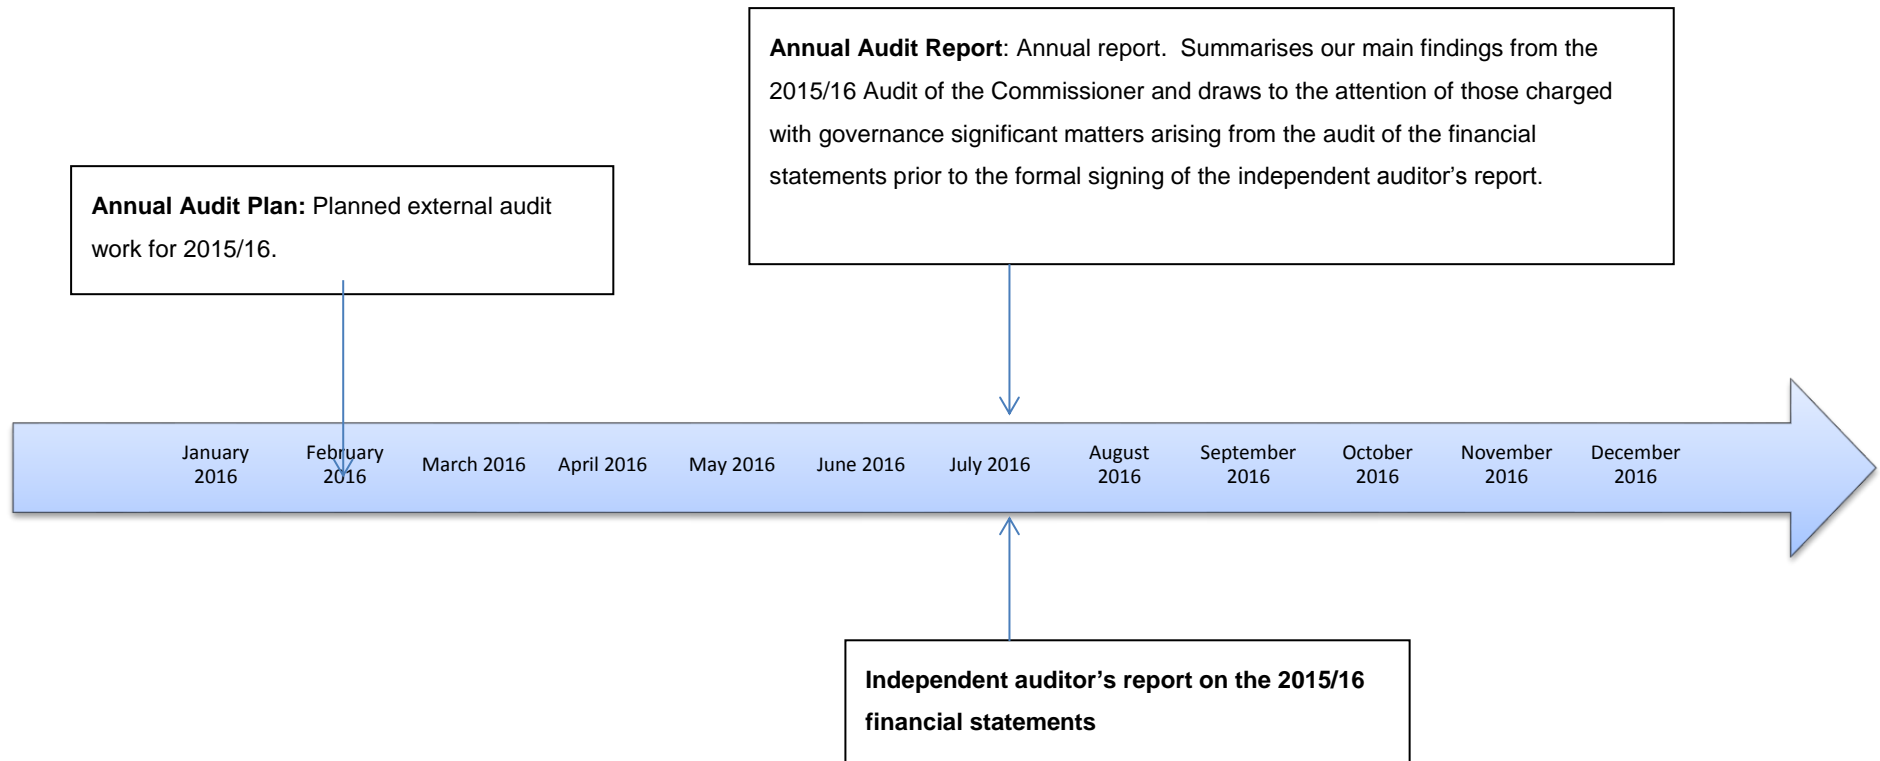 Annual Audit Report: Annual report.  Summarises our main findings from the
2015/16 Audit of the Commissioner and draws to the attention of those charged
with governance significant matters arising from the audit of the financial
statements prior to the formal signing of the independent auditor’s report.
Annual Audit Plan: Planned external audit
work for 2015/16.
January
2016
February
2016
March 2016
April 2016
May 2016
June 2016
July 2016
August
2016
September
2016
October
2016
November
2016
December
2016
Independent auditor’s report on the 2015/16
financial statements